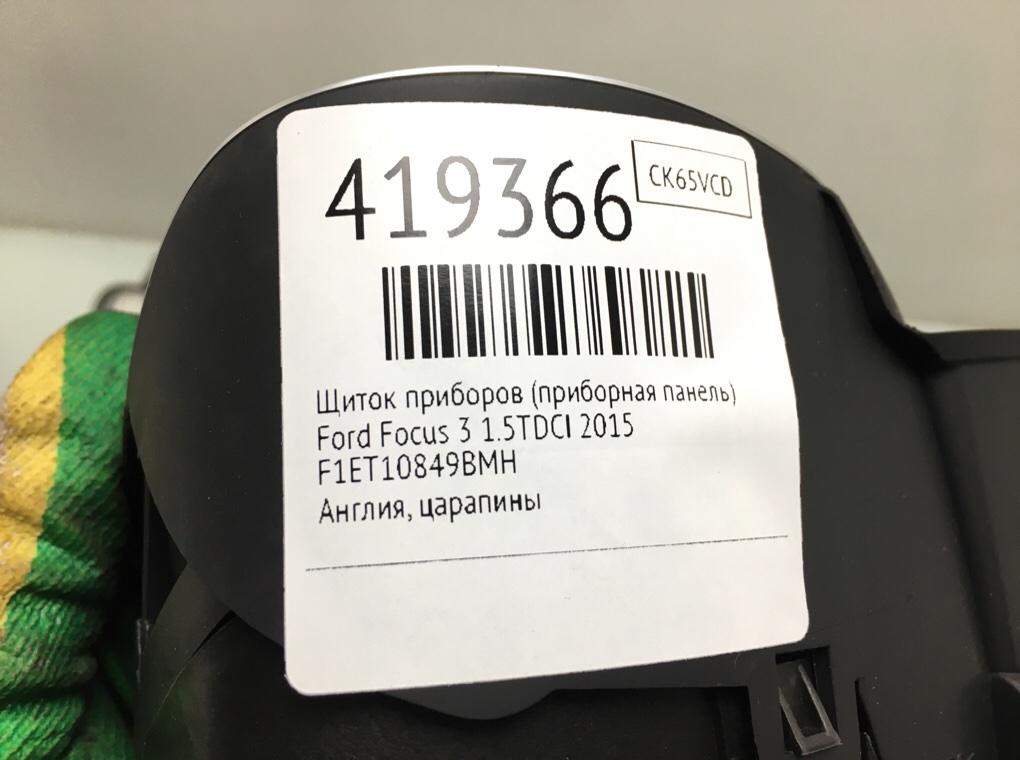 419366
CK65VCD
Щиток приборов (приборная панель)
Ford Focus 3 1.5TDCI 2015
F1ET10849BMH
Англия, царапины